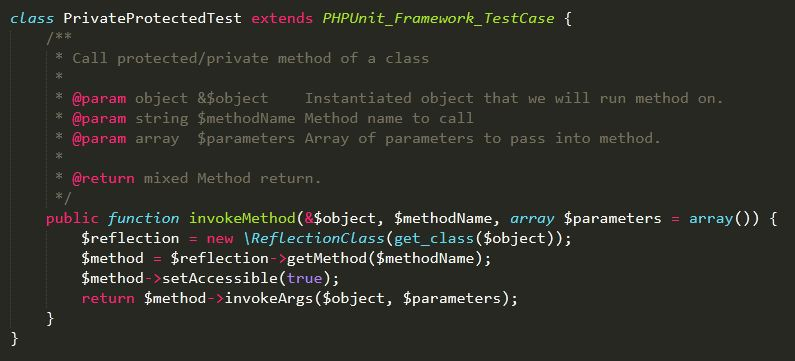 class PrivateProtectedTest extends PHPUnit_Framework_TestCase {
    /**
     * Call protected/private method of a class
     *
     * @param object &$object    Instantiated object that we will run method on.
     * @param string $methodName Method name to call
     * @param array  $parameters Array of parameters to pass into method.
     *
     * @return mixed Method return.
     */
    public function invokeMethod(&$object, $methodName, array $parameters = array()) {
        $reflection = new \ReflectionClass(get_class($object));
        $method = $reflection->getMethod($methodName);
        $method->setAccessible(true);
        return $method->invokeArgs($object, $parameters);
    }
}